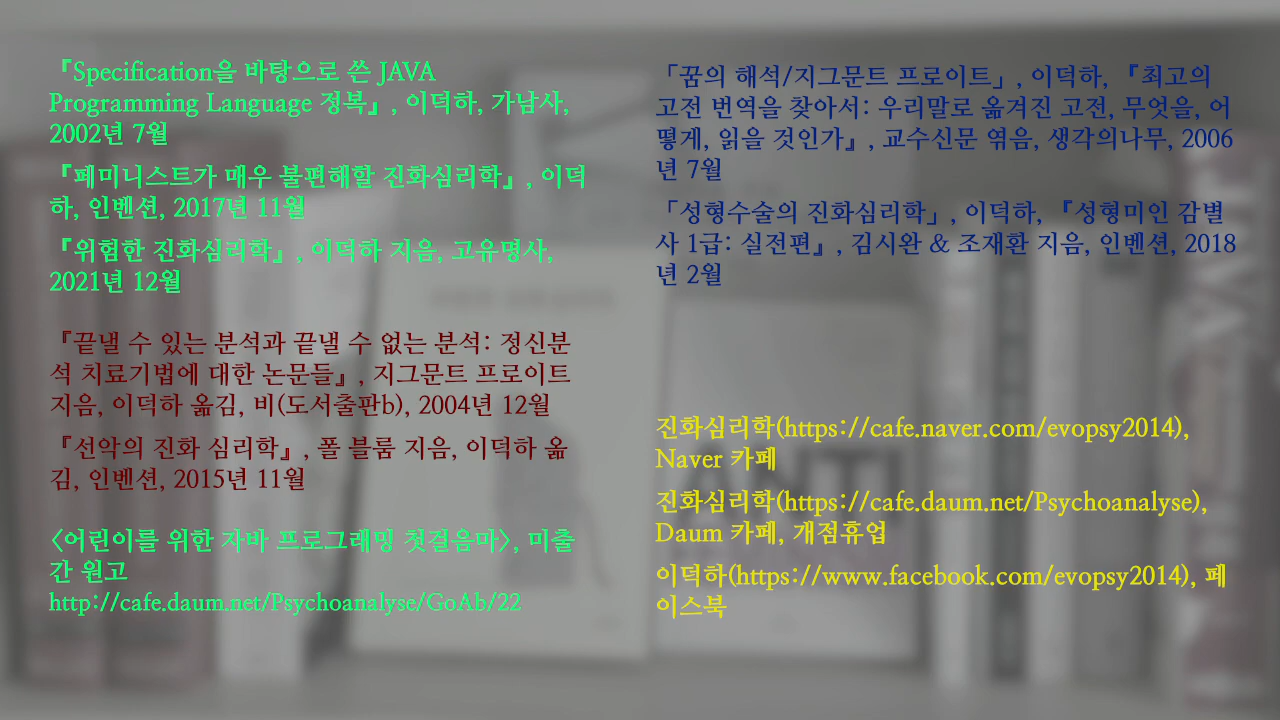 『Specification을 바탕으로 쓴 JAVA
Programming Language 정복』, 이덕하, 가남사,
2002년 7월
『페미니스트가 매우 불편해할 진화심리학』, 이덕
하, 인벤션, 2017년 11월
『위험한 진화심리학』, 이덕하 지음, 고유명사,
2021년 12월
『끝낼 수 있는 분석과 끝낼 수 없는 분석: 정신분
석 치료기법에 대한 논문들』, 지그문트 프로이트
지음, 이덕하 옮김, 비(도서출판b), 2004년 12월
『선악의 진화 심리학』, 폴 블룸 지음, 이덕하 옮
김, 인벤션, 2015년 11월
〈어린이를 위한 자바 프로그래밍 첫걸음마〉, 미출
간 원고
http://cafe.daum.net/Psychoanalyse/GoAb/22
「꿈의 해석/지그문트 프로이트」, 이덕하, 『최고의
고전 번역을 찾아서: 우리말로 옮겨진 고전, 무엇을, 어
떻게, 읽을 것인가』, 교수신문 엮음, 생각의나무, 2006
년 7월
「성형수술의 진화심리학」, 이덕하, 『성형미인 감별
사 1급: 실전편』, 김시완 & 조재환 지음, 인벤션, 2018
년 2월
진화심리학(https://cafe.naver.com/evopsy2014),
Naver 카페
진화심리학(https://cafe.daum.net/Psychoanalyse),
Daum 카페, 개점휴업
이덕하(https://www.facebook.com/evopsy2014), 페
이스북